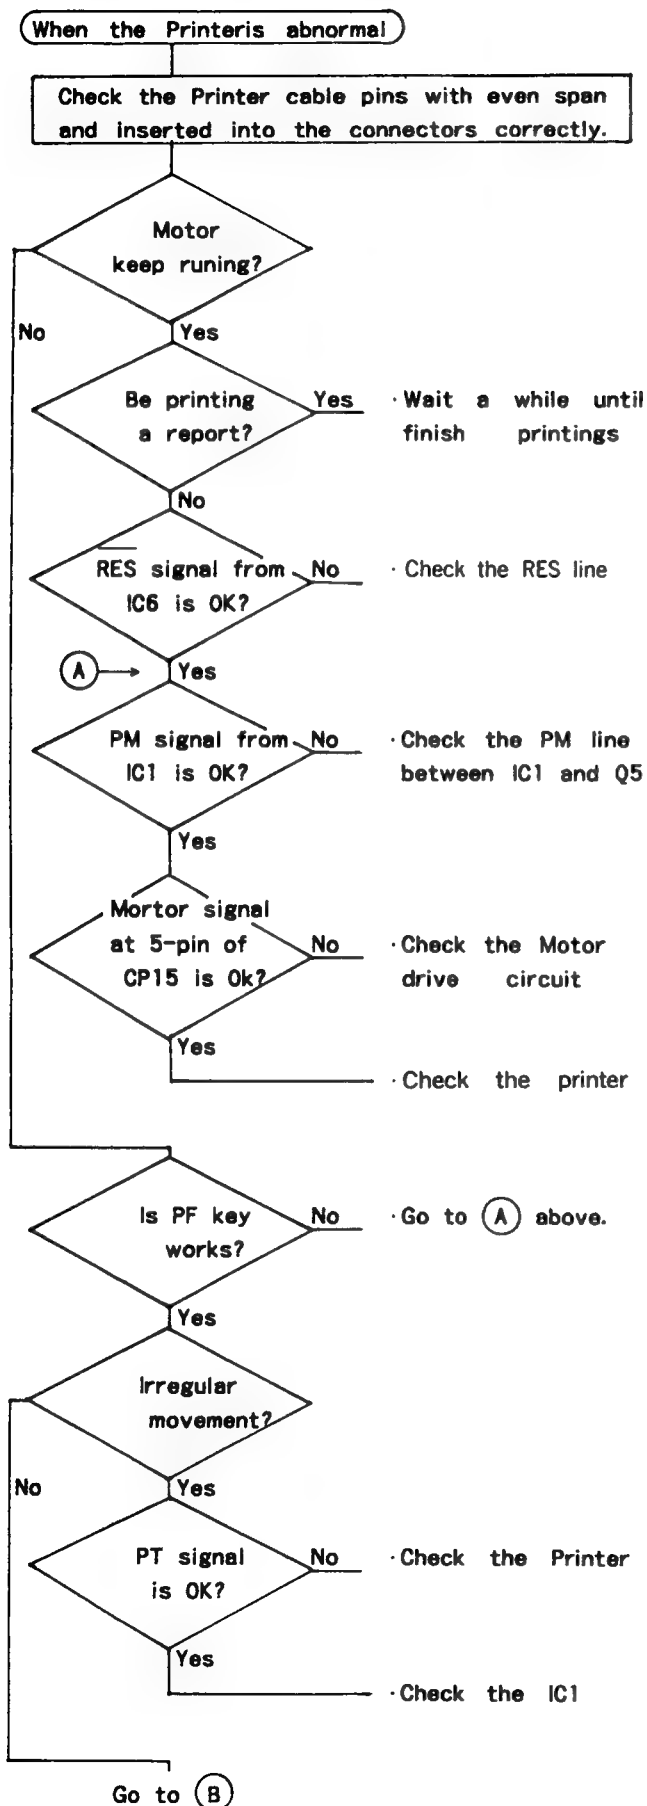 When the Printeris abnormal
Check the Printer cable pins with even span
and inserted into the connectors correctly.
Motor
keep runing?
No
Yes
Be printing
a report?
Yes
·Wait a while until
finish printings
No
RES signal from
IC6 is OK?
No
·Check the RES line
A
Yes
PM signal from
IC1 is OK?
No
·Check the PM line
between IC1 and Q5
Yes
Mortor signal
at 5-pin of
CP15 is Ok?
No
·Check the Motor
drive circuit
Yes
·Check the printer
Is PF key
works?
No
·Go to A above.
Yes
Irregular
movement?
No
Yes
PT signal
is OK?
No
·Check the Printer
Yes
·Check the IC1
Go to B